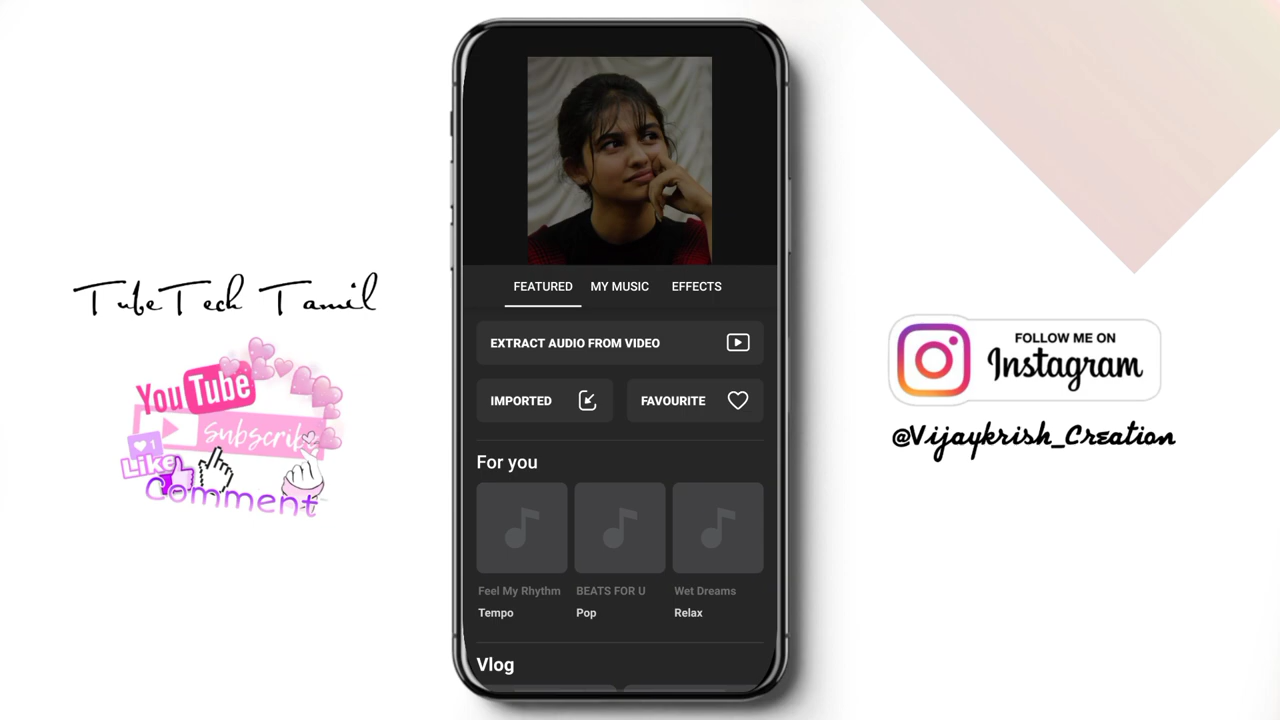 TubeTech Tamil
YouTube
subscribe
1
Like
Comment
FEATURED MY MUSIC EFFECTS
EXTRACT AUDIO FROM VIDEO
IMPORTED FAVOURITE
For you
Feel My Rhythm BEATS FOR U Wet Dreams
Tempo Pop Relax
Vlog
FOLLOW ME ON
Instagram
@Vijaykrish_Creation